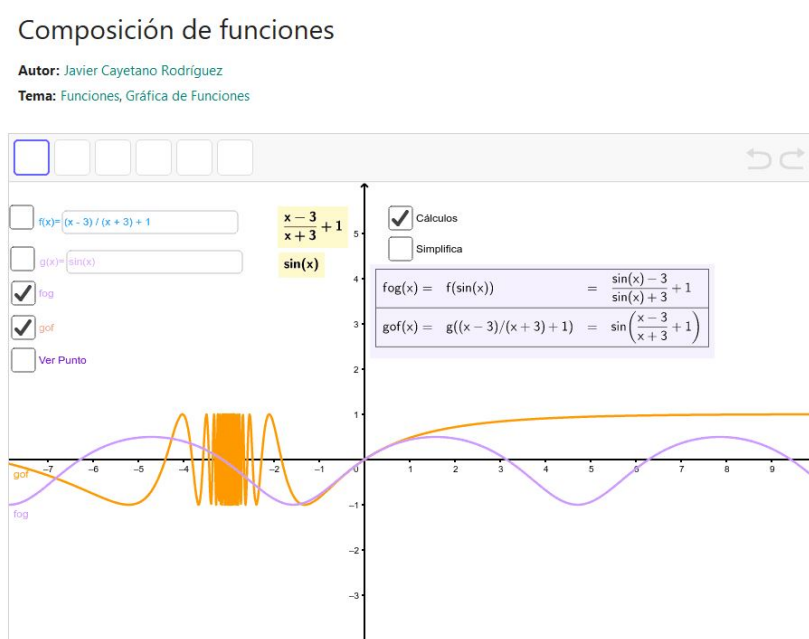 Composición de funciones
Autor: Javier Cayetano Rodríguez
Tema: Funciones, Gráfica de Funciones
f(x)= (x - 3) / (x + 3) + 1
g(x)= sin(x)
fog
gof
Ver Punto
x − 3 / x + 3 + 1
sin(x)
Cálculos
Simplifica
fog(x) = f(sin(x)) = sin(x) − 3 / sin(x) + 3 + 1
gof(x) = g((x − 3)/(x + 3) + 1) = sin(x − 3 / x + 3 + 1)
5
4
3
2
1
−7 −6 −5 −4 −3 −2 −1 0 1 2 3 4 5 6 7 8 9
gof
fog
−1
−2
−3